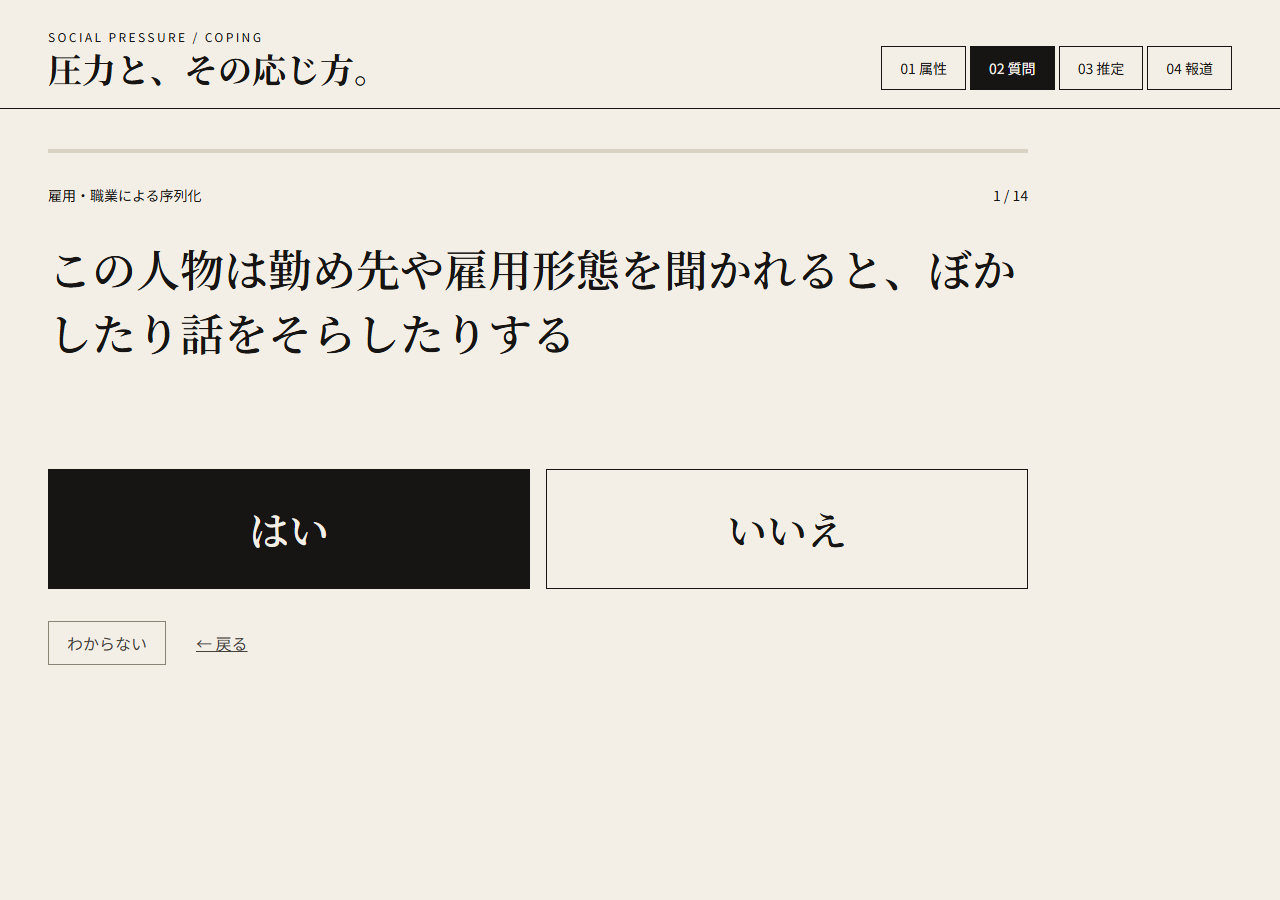 SOCIAL PRESSURE / COPING
圧力と、その応じ方。
01 属性
02 質問
03 推定
04 報道
雇用・職業による序列化
1 / 14
この人物は勤め先や雇用形態を聞かれると、ぼか
したり話をそらしたりする
はい
いいえ
わからない
← 戻る